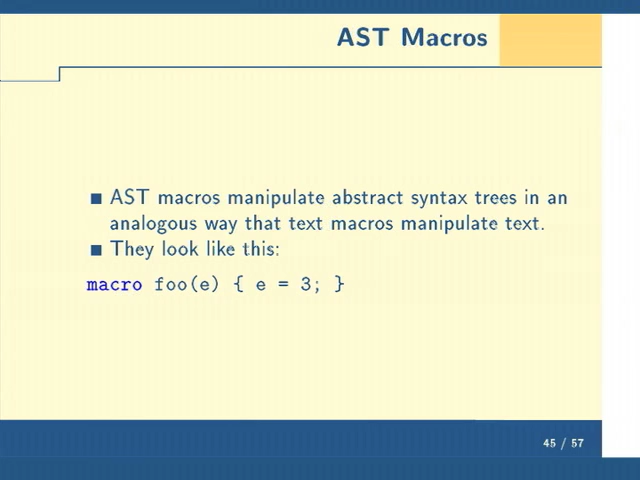 AST Macros
■ AST macros manipulate abstract syntax trees in an
analogous way that text macros manipulate text.
■ They look like this:
macro foo(e) { e = 3; }
45 / 57